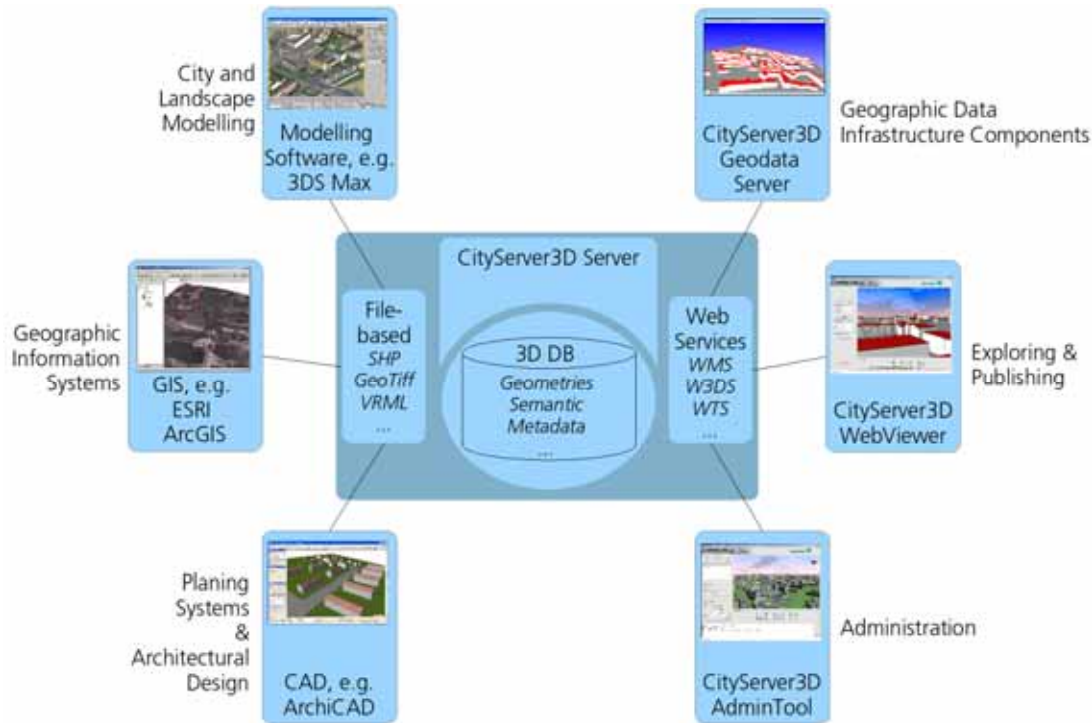 City and
Landscape
Modelling
Modelling
Software, e.g.
3DS Max
CityServer3D
Geodata
Server
Geographic Data
Infrastructure Components
Geographic
Information
Systems
GIS, e.g.
ESRI
ArcGIS
File-
based
SHP
GeoTiff
VRML
...
CityServer3D Server
3D DB
Geometries
Semantic
Metadata
...
Web
Services
WMS
W3DS
WTS
...
CityServer3D
WebViewer
Exploring &
Publishing
Planing
Systems
&
Architectural
Design
CAD, e.g.
ArchiCAD
CityServer3D
AdminTool
Administration